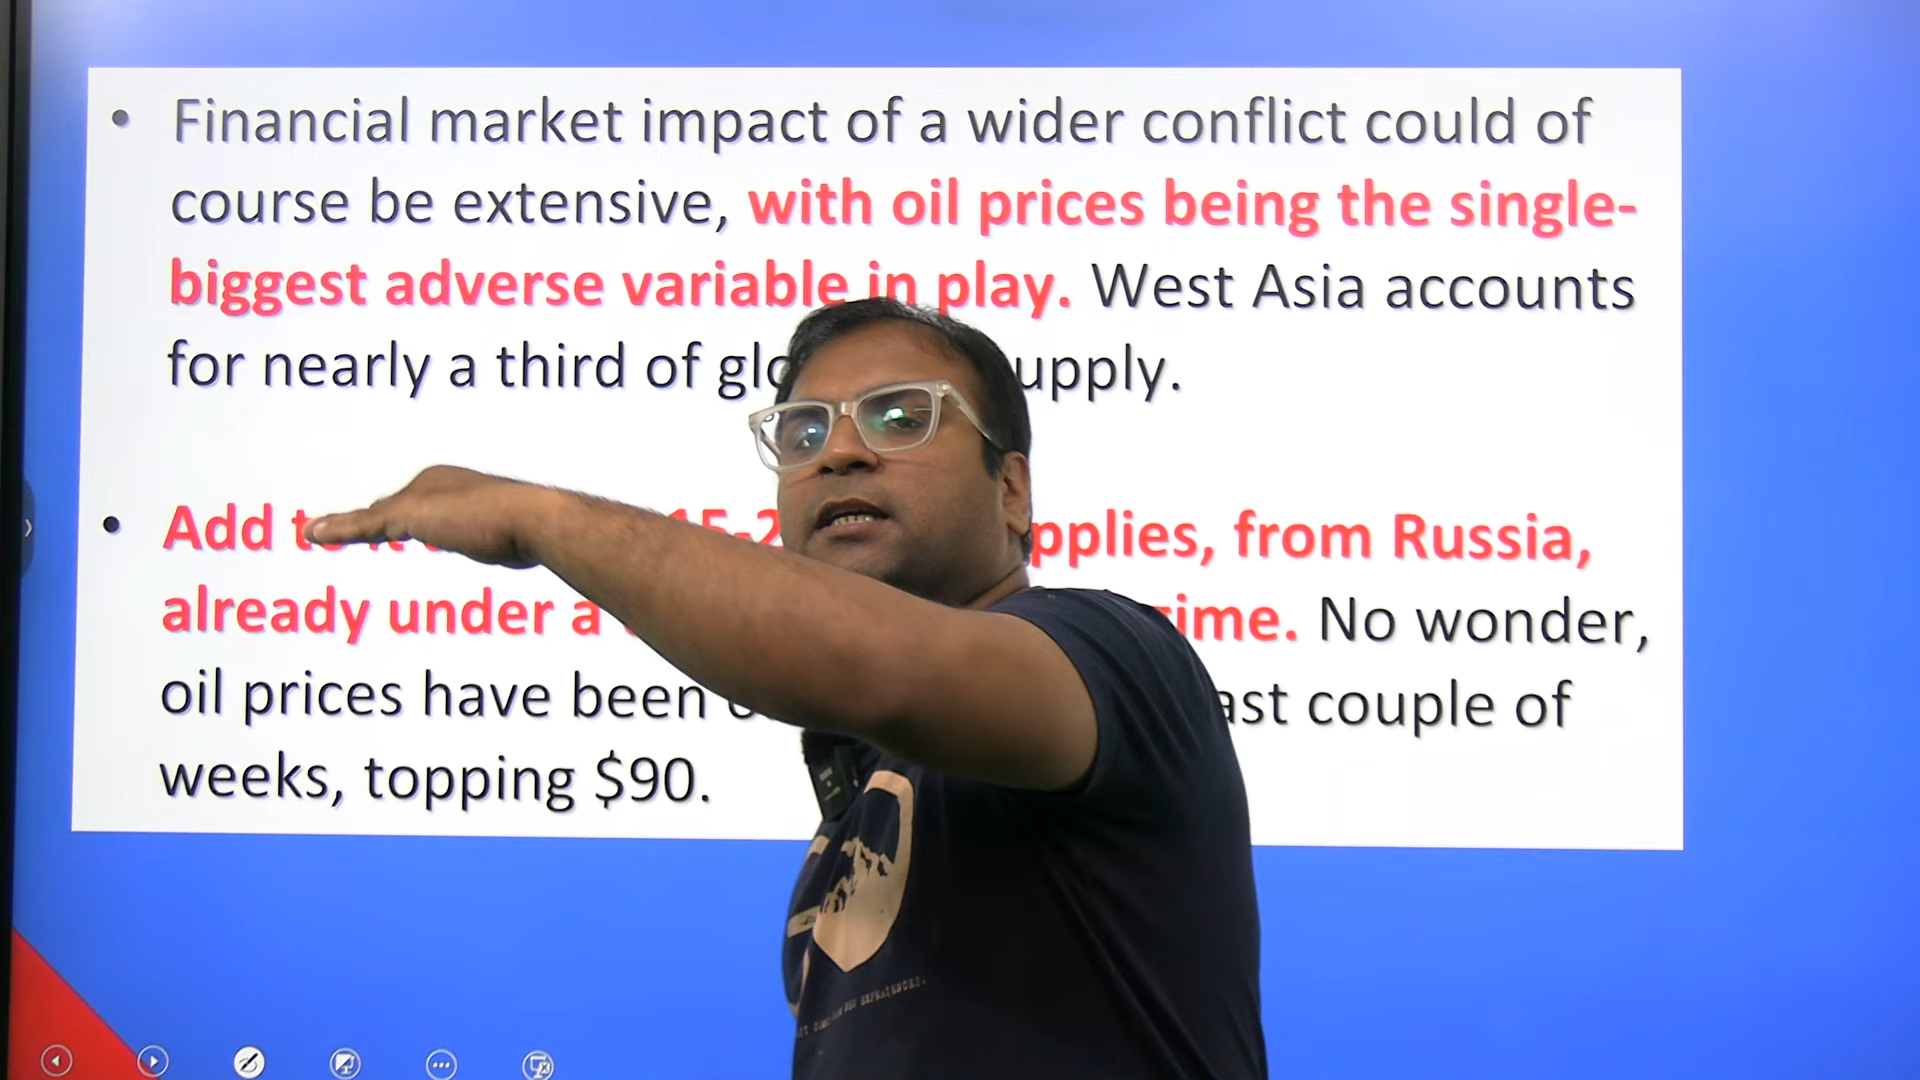 • Financial market impact of a wider conflict could of
course be extensive, with oil prices being the single-
biggest adverse variable in play. West Asia accounts
for nearly a third of upply.
• Add to it 15-2 pplies, from Russia,
already under a ime. No wonder,
oil prices have been ast couple of
weeks, topping $90.